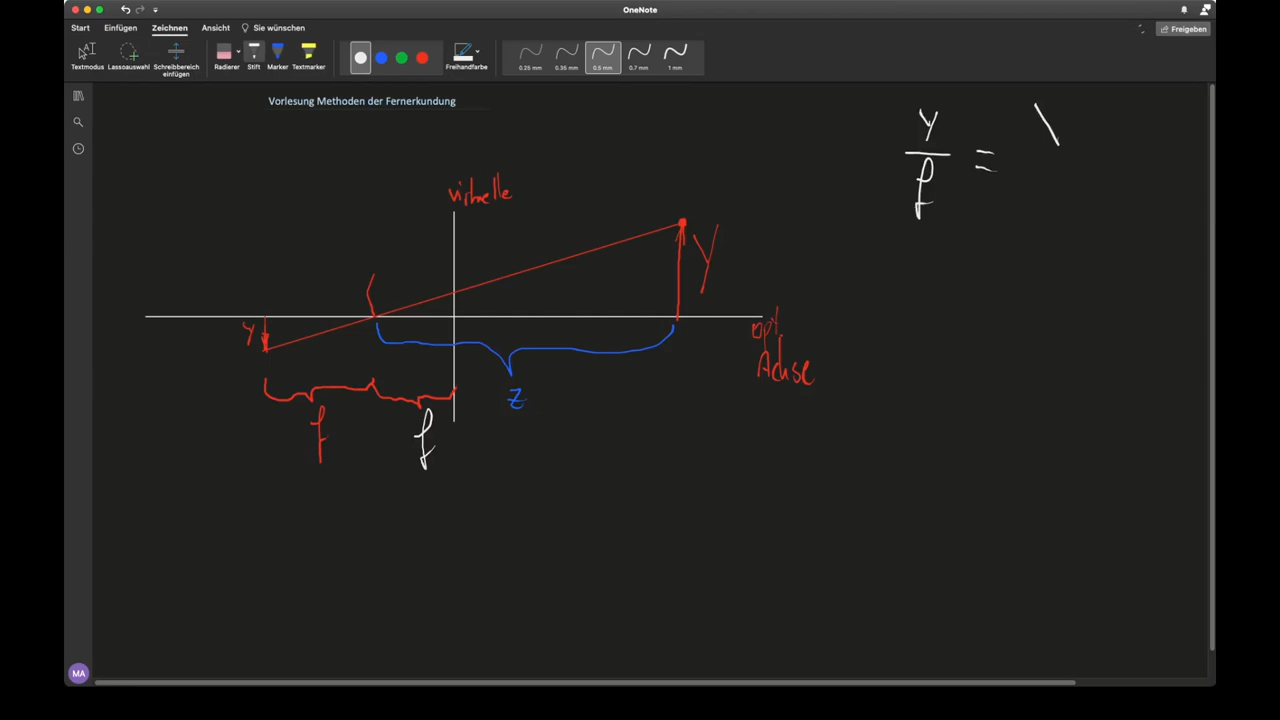 OneNote
Start Einfügen Zeichnen Ansicht Sie wünschen
Freigeben
Textmodus Lassoauswahl Schreibbereich einfügen Radierer Stift Marker Textmarker Freihandfarbe 0.25 mm 0.35 mm 0.5 mm 0.7 mm 1 mm
Vorlesung Methoden der Fernerkundung
y
f
=
virtuelle
Y
y
opt.
Achse
z
f
f
MA